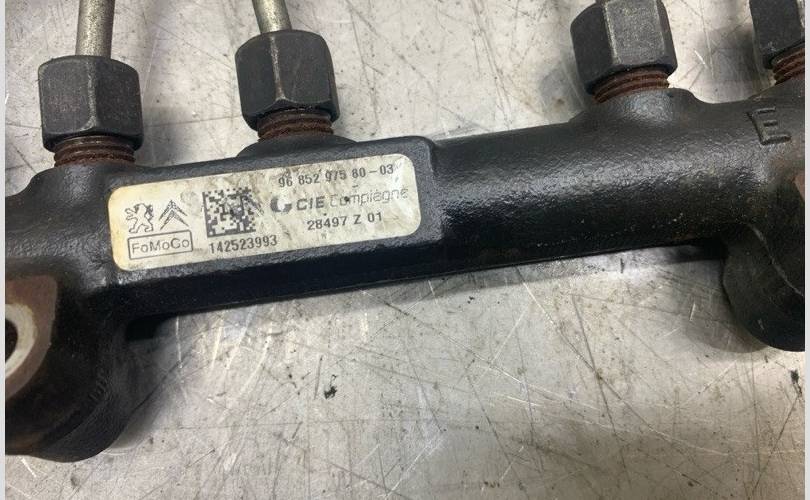 96 852 975 80-03
CIE Compiègne
28497 Z 01
FoMoCo
142523993
E